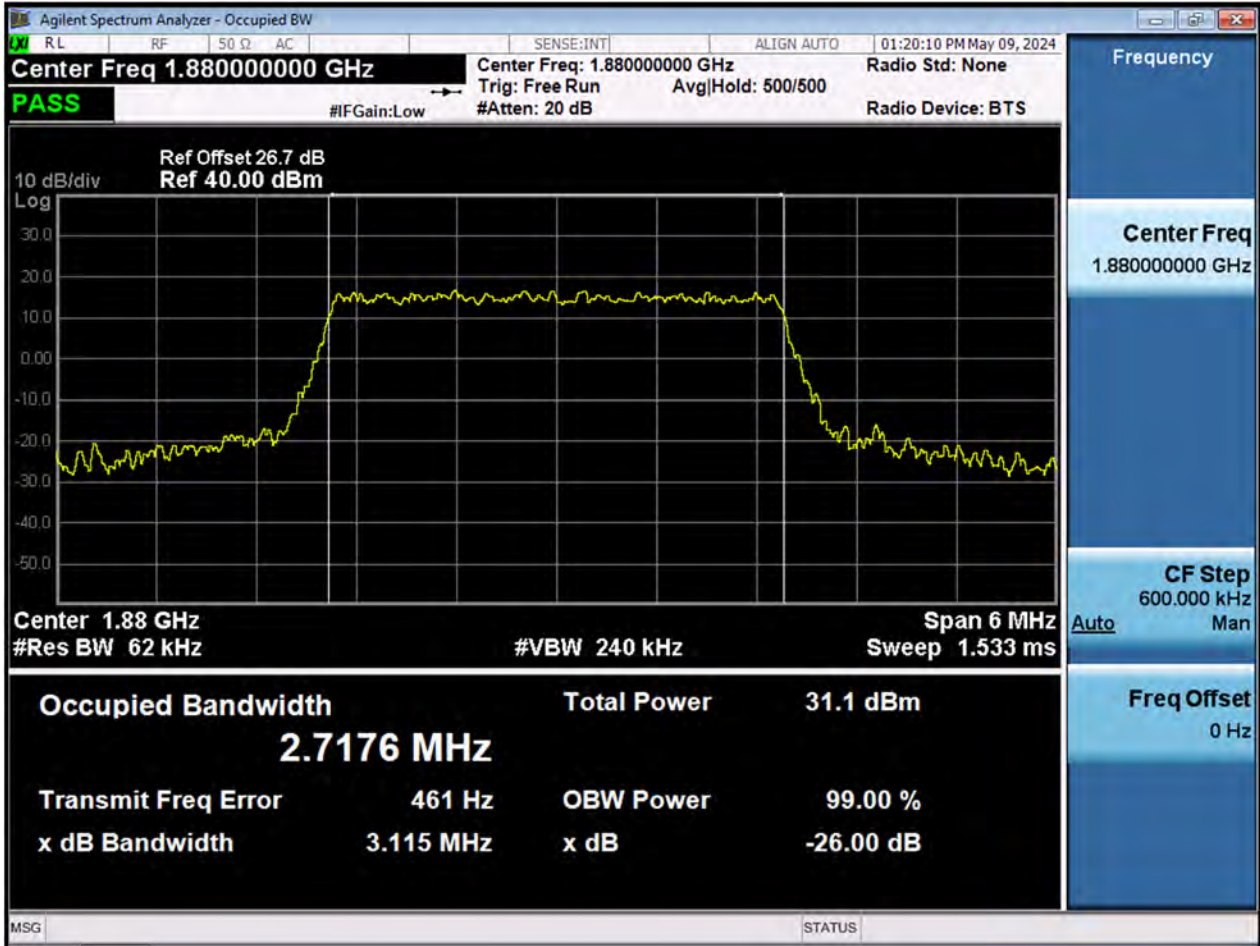 Agilent Spectrum Analyzer - Occupied BW
LXI RL RF 50 Ω AC SENSE:INT ALIGN AUTO 01:20:10 PM May 09, 2024
Center Freq 1.880000000 GHz
Center Freq: 1.880000000 GHz
Radio Std: None
Trig: Free Run Avg|Hold: 500/500
PASS
#IFGain:Low
#Atten: 20 dB
Radio Device: BTS
Ref Offset 26.7 dB
10 dB/div Ref 40.00 dBm
Log
30.0
20.0
10.0
0.00
-10.0
-20.0
-30.0
-40.0
-50.0
Center 1.88 GHz Span 6 MHz
#Res BW 62 kHz #VBW 240 kHz Sweep 1.533 ms
Occupied Bandwidth Total Power 31.1 dBm
2.7176 MHz
Transmit Freq Error 461 Hz OBW Power 99.00 %
x dB Bandwidth 3.115 MHz x dB -26.00 dB
Frequency
Center Freq
1.880000000 GHz
CF Step
600.000 kHz
Auto Man
Freq Offset
0 Hz
MSG STATUS